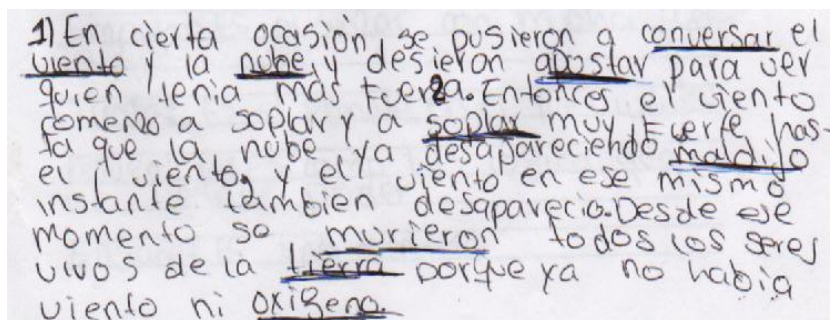 1) En cierta ocasión se pusieron a conversar el
viento y la nube, y desieron apostar para ver
quien tenia más fuerza. Entonces el viento
comenso a soplar y a soplar muy fuerte has-
ta que la nube ya desapareciendo maldijo
el viento, y el viento en ese mismo
instante tambien desaparecio. Desde ese
momento se murieron todos los seres
vivos de la tierra porque ya no habia
viento ni oxigeno.